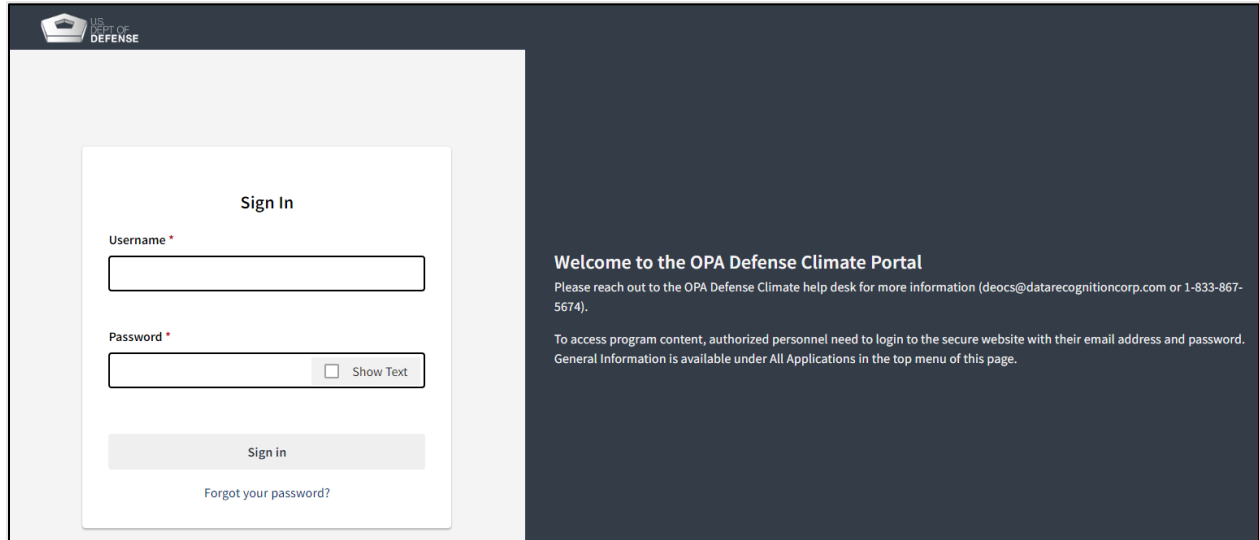 U.S.
DEPT OF
DEFENSE
Sign In
Username *
Password *
Show Text
Sign in
Forgot your password?
Welcome to the OPA Defense Climate Portal
Please reach out to the OPA Defense Climate help desk for more information (deocs@datarecognitioncorp.com or 1-833-867-
5674).
To access program content, authorized personnel need to login to the secure website with their email address and password.
General Information is available under All Applications in the top menu of this page.